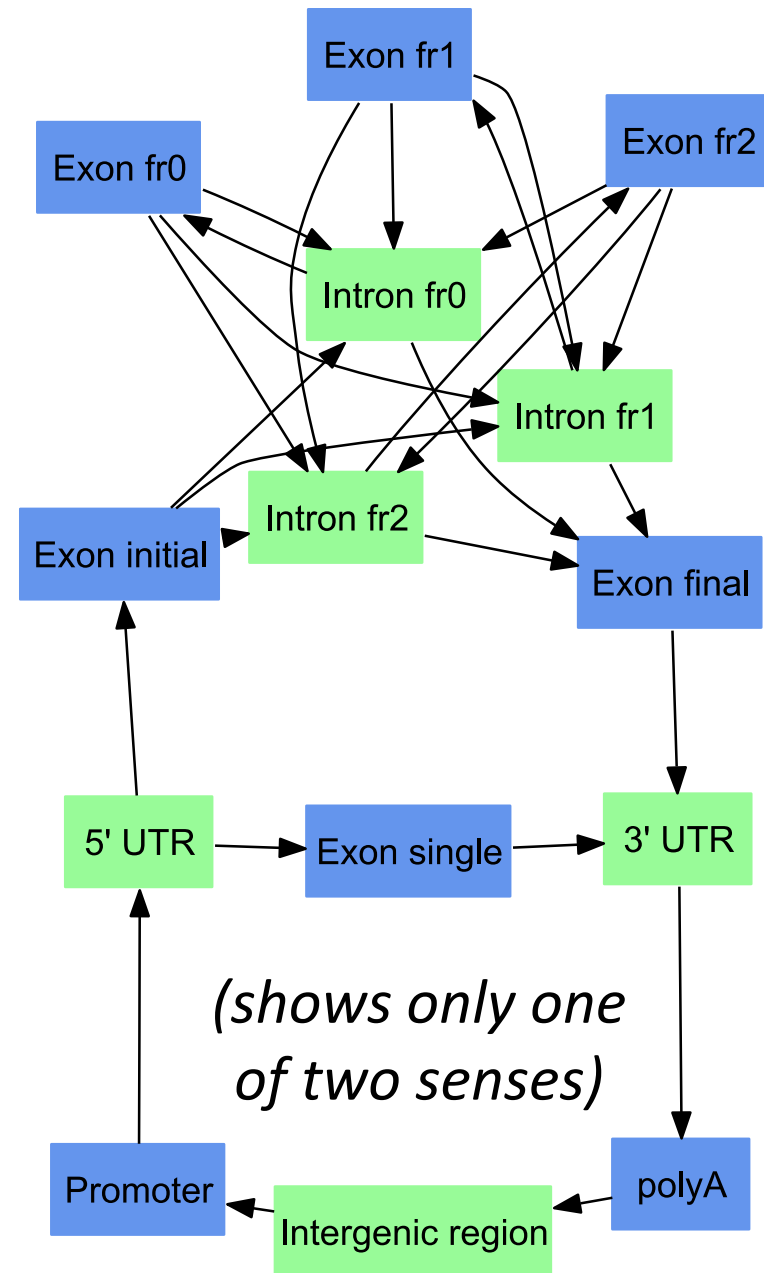 Exon fr1
Exon fr2
Exon fr0
Intron fr0
Intron fr1
Intron fr2
Exon initial
Exon final
5' UTR
Exon single
3' UTR
(shows only one
of two senses)
Promoter
polyA
Intergenic region